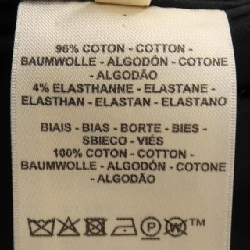 96% COTON - COTTON -
BAUMWOLLE - ALGODÓN - COTONE
- ALGODÃO
4% ELASTHANNE - ELASTANE -
ELASTHAN - ELASTAN - ELASTANO
BIAIS - BIAS - BORTE - BIES -
SBIECO - VIÉS
100% COTON - COTTON -
BAUMWOLLE - ALGODÓN - COTONE
- ALGODÃO
P W TM